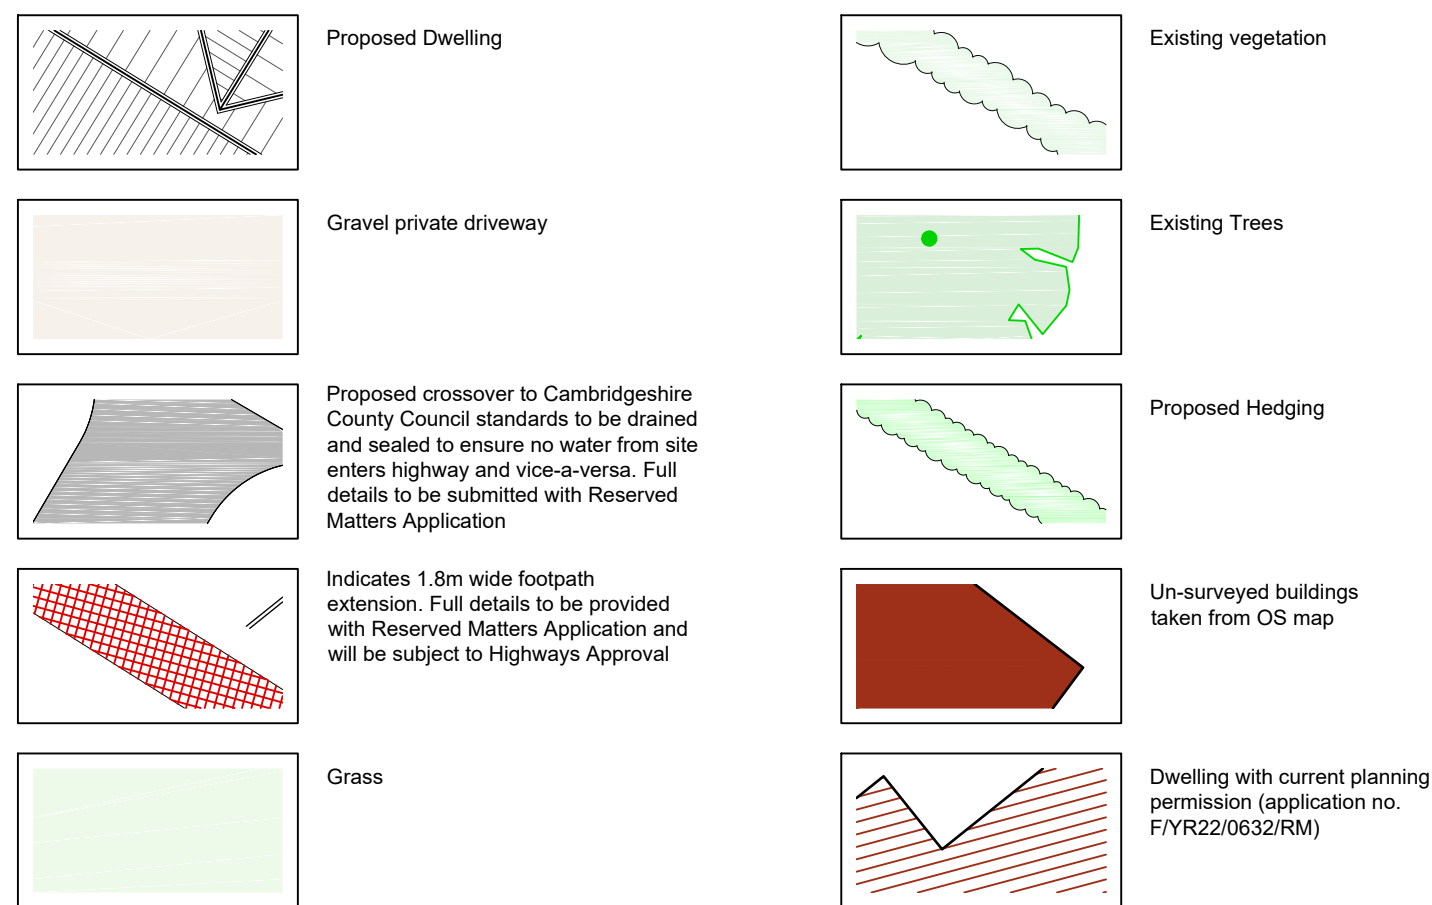 Proposed Dwelling
Gravel private driveway
Proposed crossover to Cambridgeshire
County Council standards to be drained
and sealed to ensure no water from site
enters highway and vice-a-versa. Full
details to be submitted with Reserved
Matters Application
Indicates 1.8m wide footpath
extension. Full details to be provided
with Reserved Matters Application and
will be subject to Highways Approval
Grass
Existing vegetation
Existing Trees
Proposed Hedging
Un-surveyed buildings
taken from OS map
Dwelling with current planning
permission (application no.
F/YR22/0632/RM)